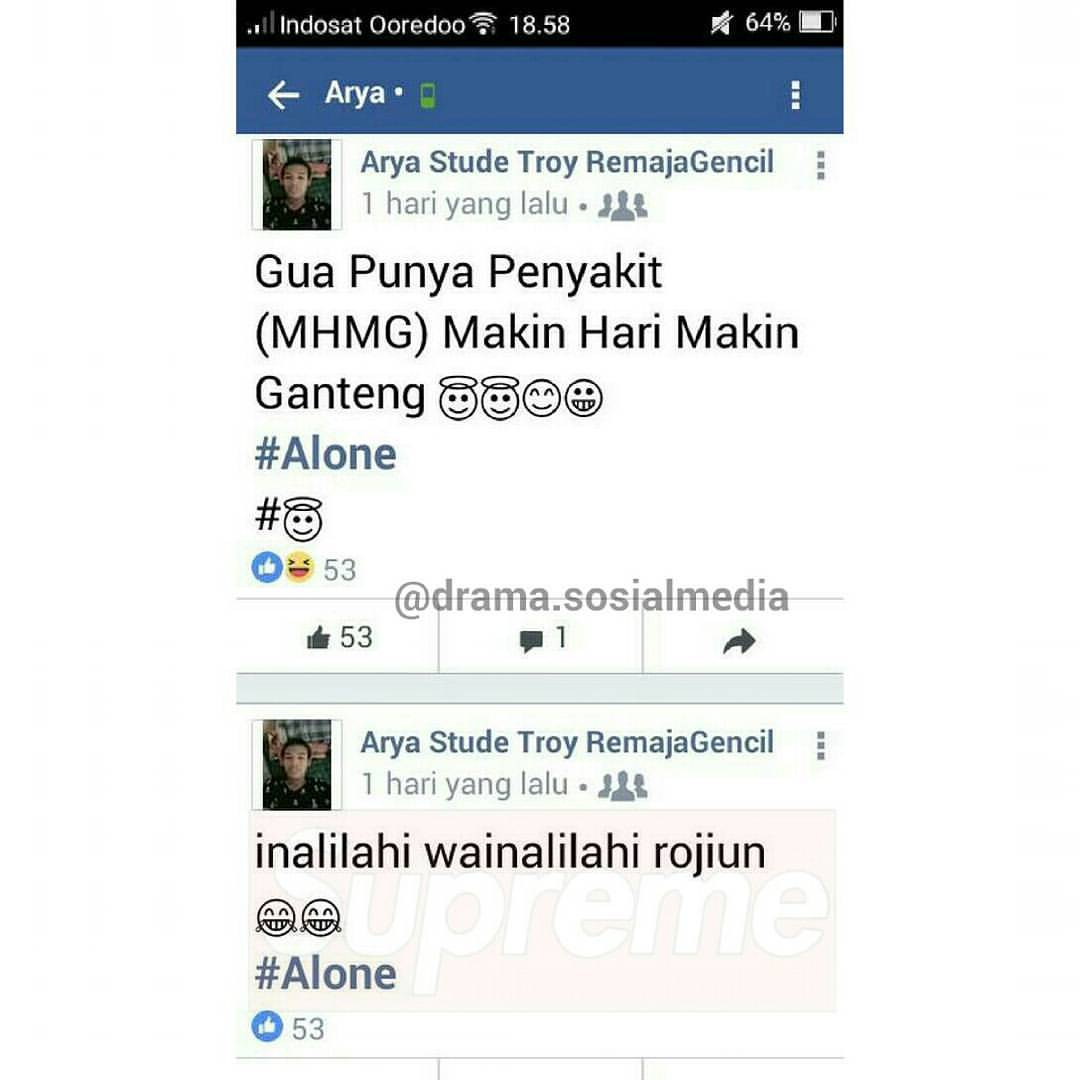 Indosat Ooredoo 18.58 64%
Arya •
Arya Stude Troy RemajaGencil
1 hari yang lalu •
Gua Punya Penyakit
(MHMG) Makin Hari Makin
Ganteng 😇😇😊😀
#Alone
#😇
53
@drama.sosialmedia
53 1
Arya Stude Troy RemajaGencil
1 hari yang lalu •
inalilahi wainalilahi rojiun
😂😂
Supreme
#Alone
53